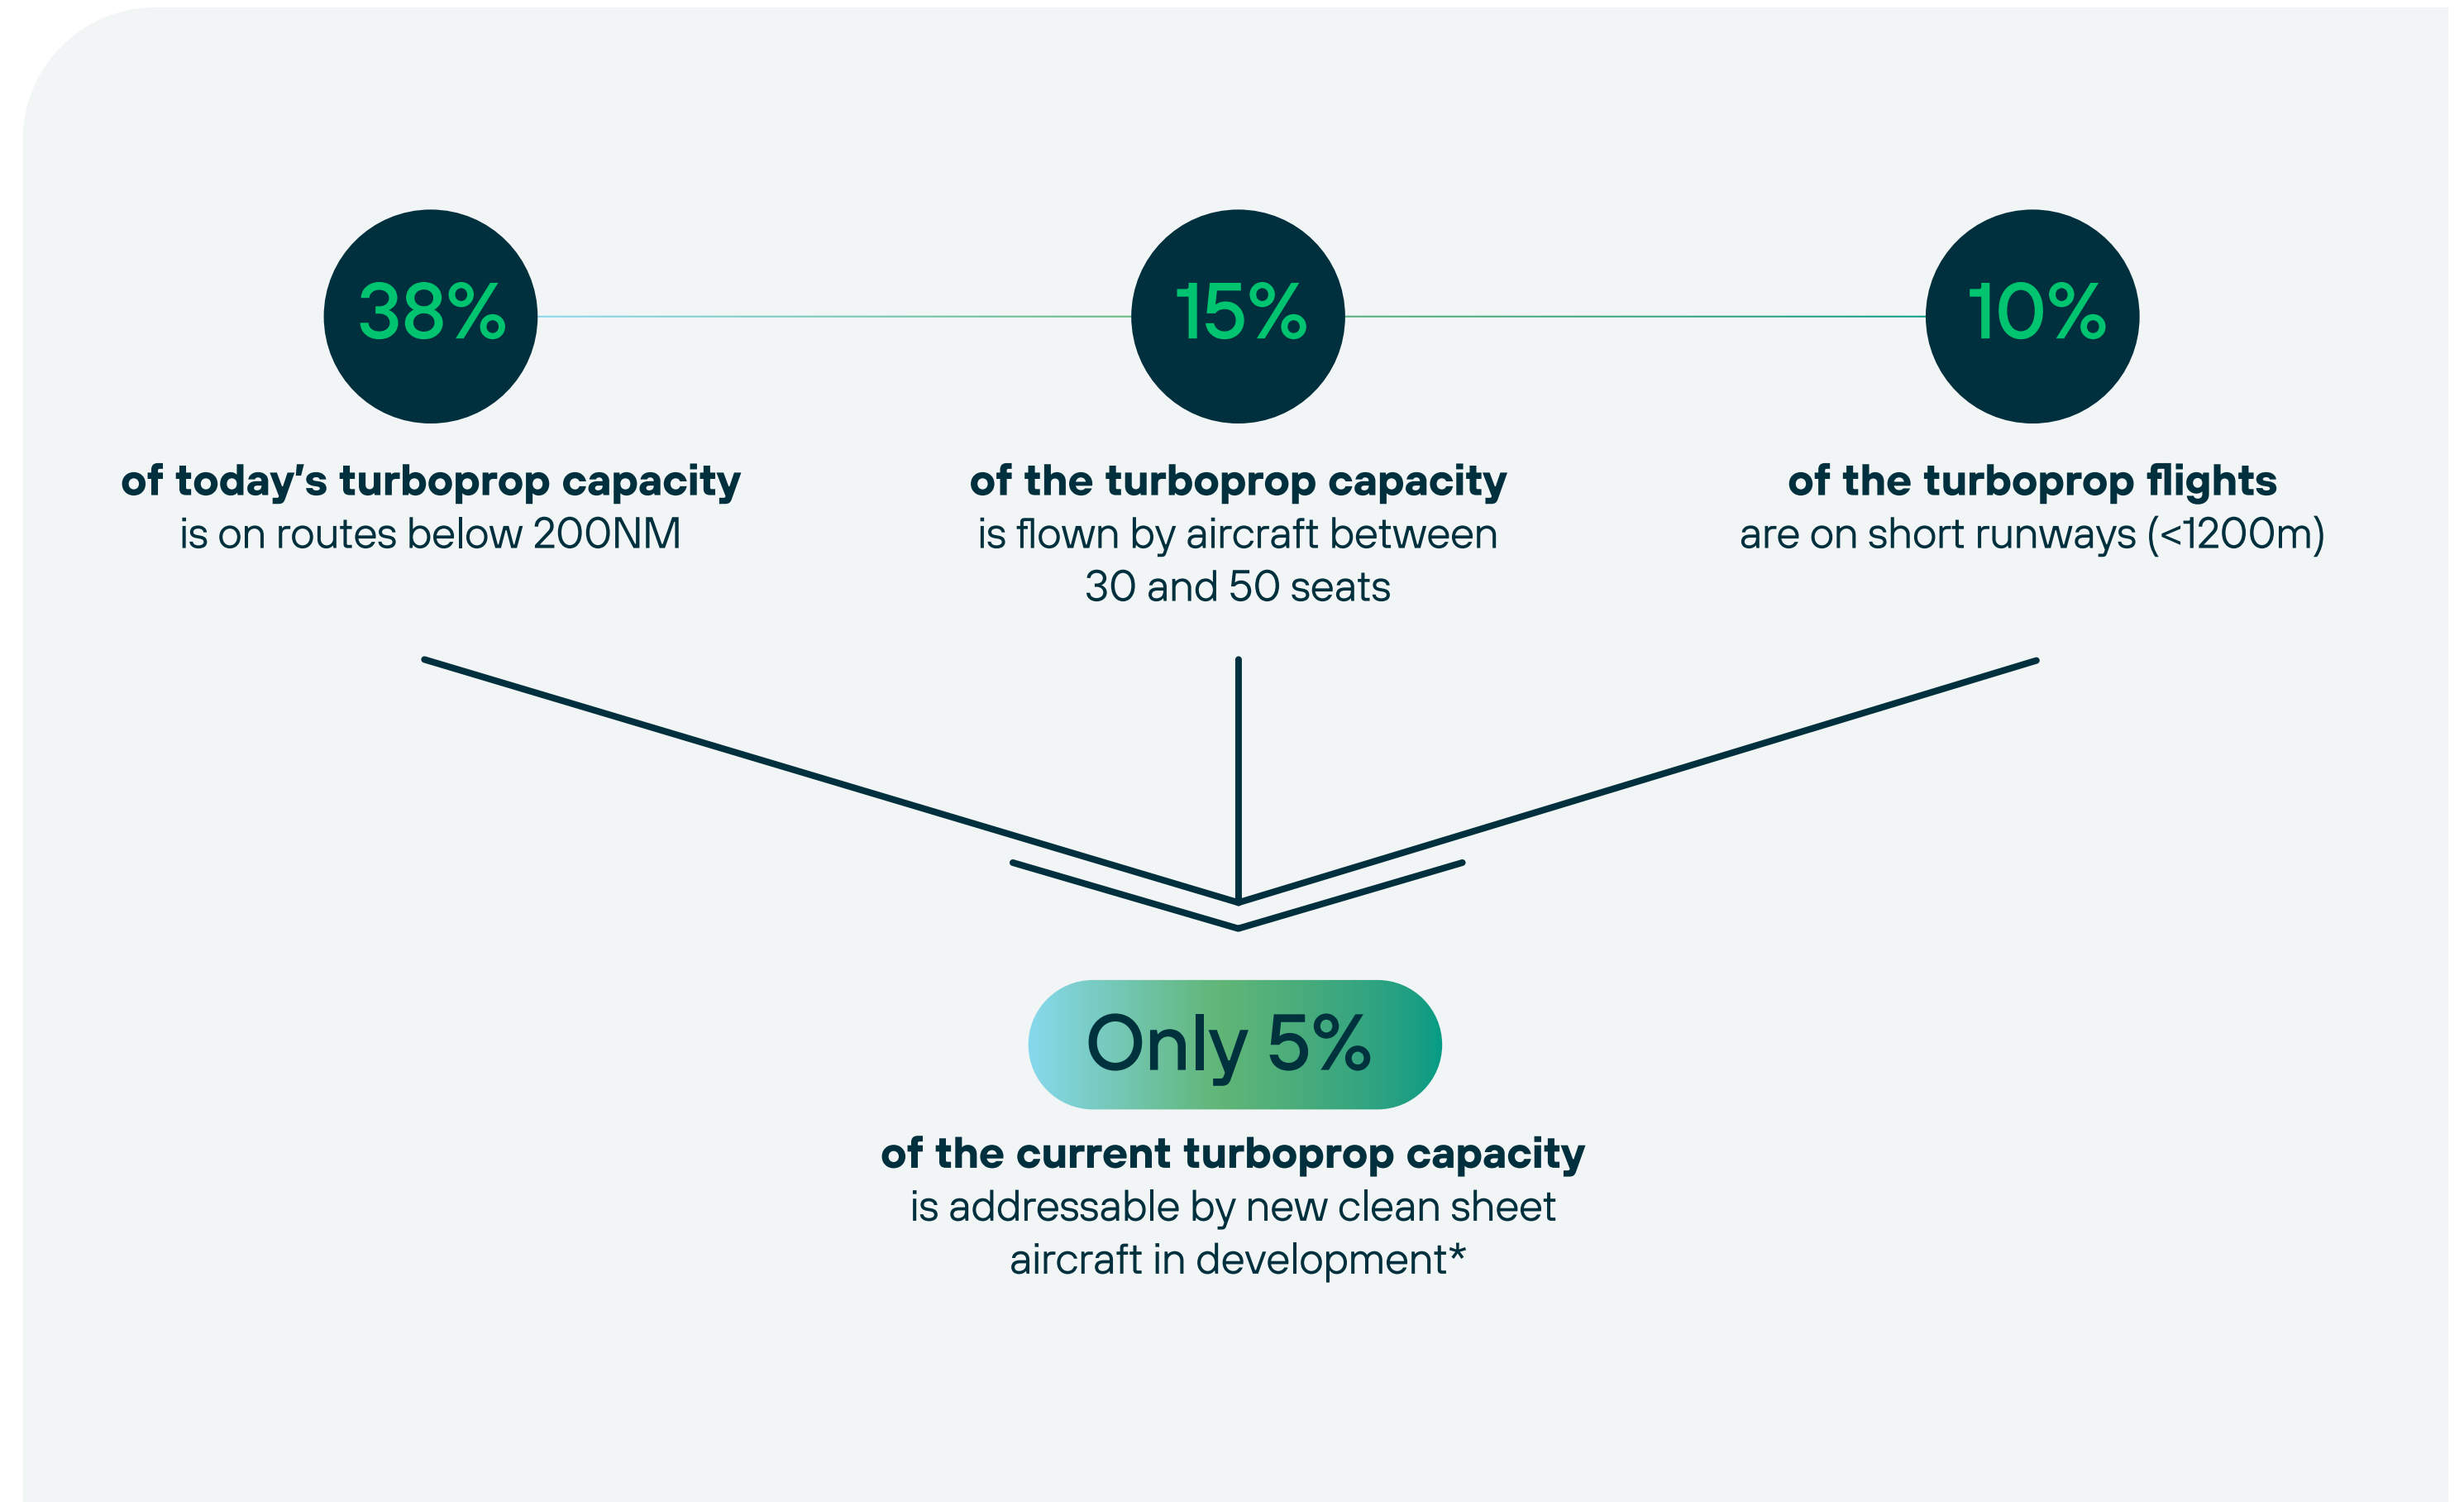 38%
of today's turboprop capacity
is on routes below 200NM
15%
of the turboprop capacity
is flown by aircraft between
30 and 50 seats
10%
of the turboprop flights
are on short runways (<1200m)
Only 5%
of the current turboprop capacity
is addressable by new clean sheet
aircraft in development*